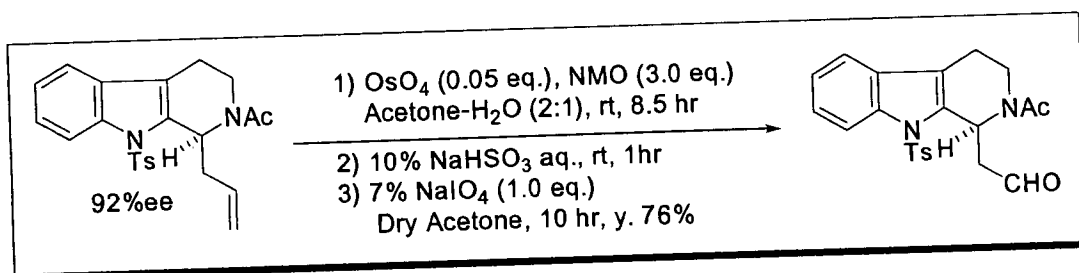 N Ac
N
Ts H
92%ee
1) OsO₄ (0.05 eq.), NMO (3.0 eq.)
Acetone-H₂O (2:1), rt, 8.5 hr
2) 10% NaHSO₃ aq., rt, 1hr
3) 7% NaIO₄ (1.0 eq.)
Dry Acetone, 10 hr, y. 76%
N Ac
N
Ts H
CHO